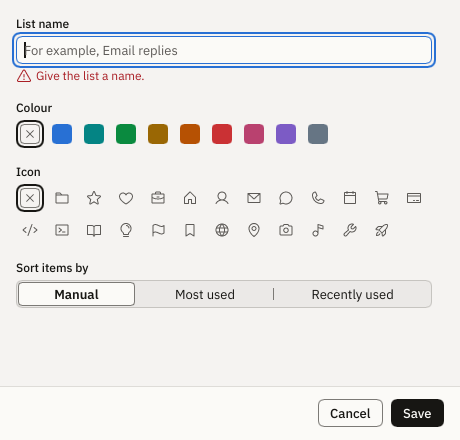 List name
For example, Email replies
Give the list a name.
Colour
Icon
Sort items by
Manual Most used Recently used
Cancel Save